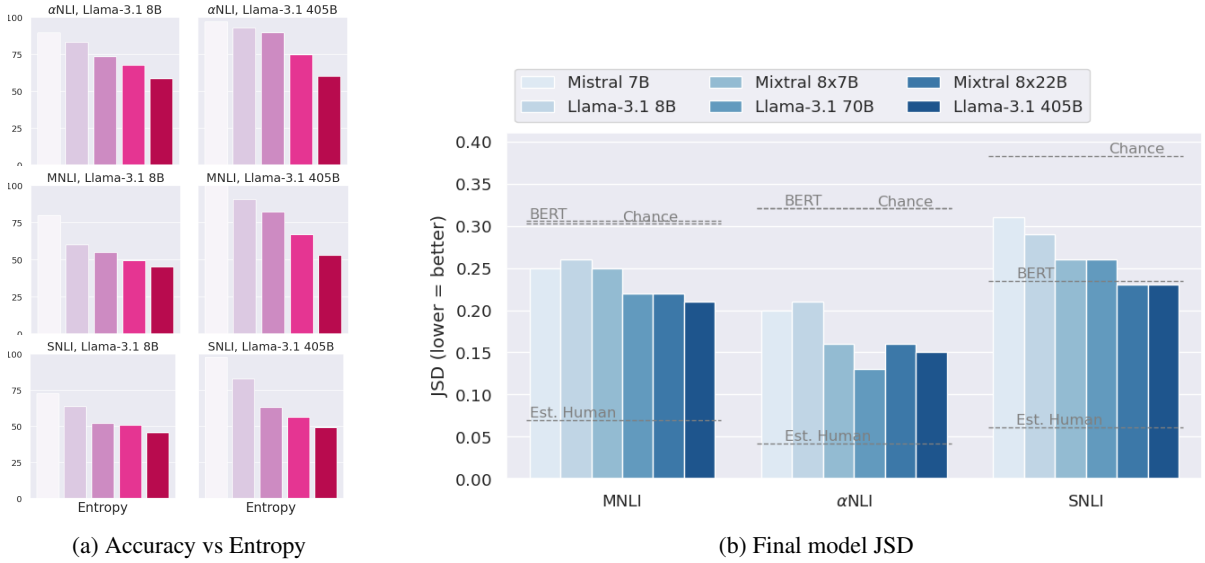 αNLI, Llama-3.1 8B
αNLI, Llama-3.1 405B
100
75
50
25
0
MNLI, Llama-3.1 8B
MNLI, Llama-3.1 405B
100
75
50
25
0
SNLI, Llama-3.1 8B
SNLI, Llama-3.1 405B
100
75
50
25
0
Entropy
Entropy
(a) Accuracy vs Entropy
Mistral 7B
Mixtral 8x7B
Mixtral 8x22B
Llama-3.1 8B
Llama-3.1 70B
Llama-3.1 405B
JSD (lower = better)
0.40
0.35
0.30
0.25
0.20
0.15
0.10
0.05
0.00
BERT
Chance
Est. Human
BERT
Chance
Est. Human
Chance
BERT
Est. Human
MNLI
αNLI
SNLI
(b) Final model JSD